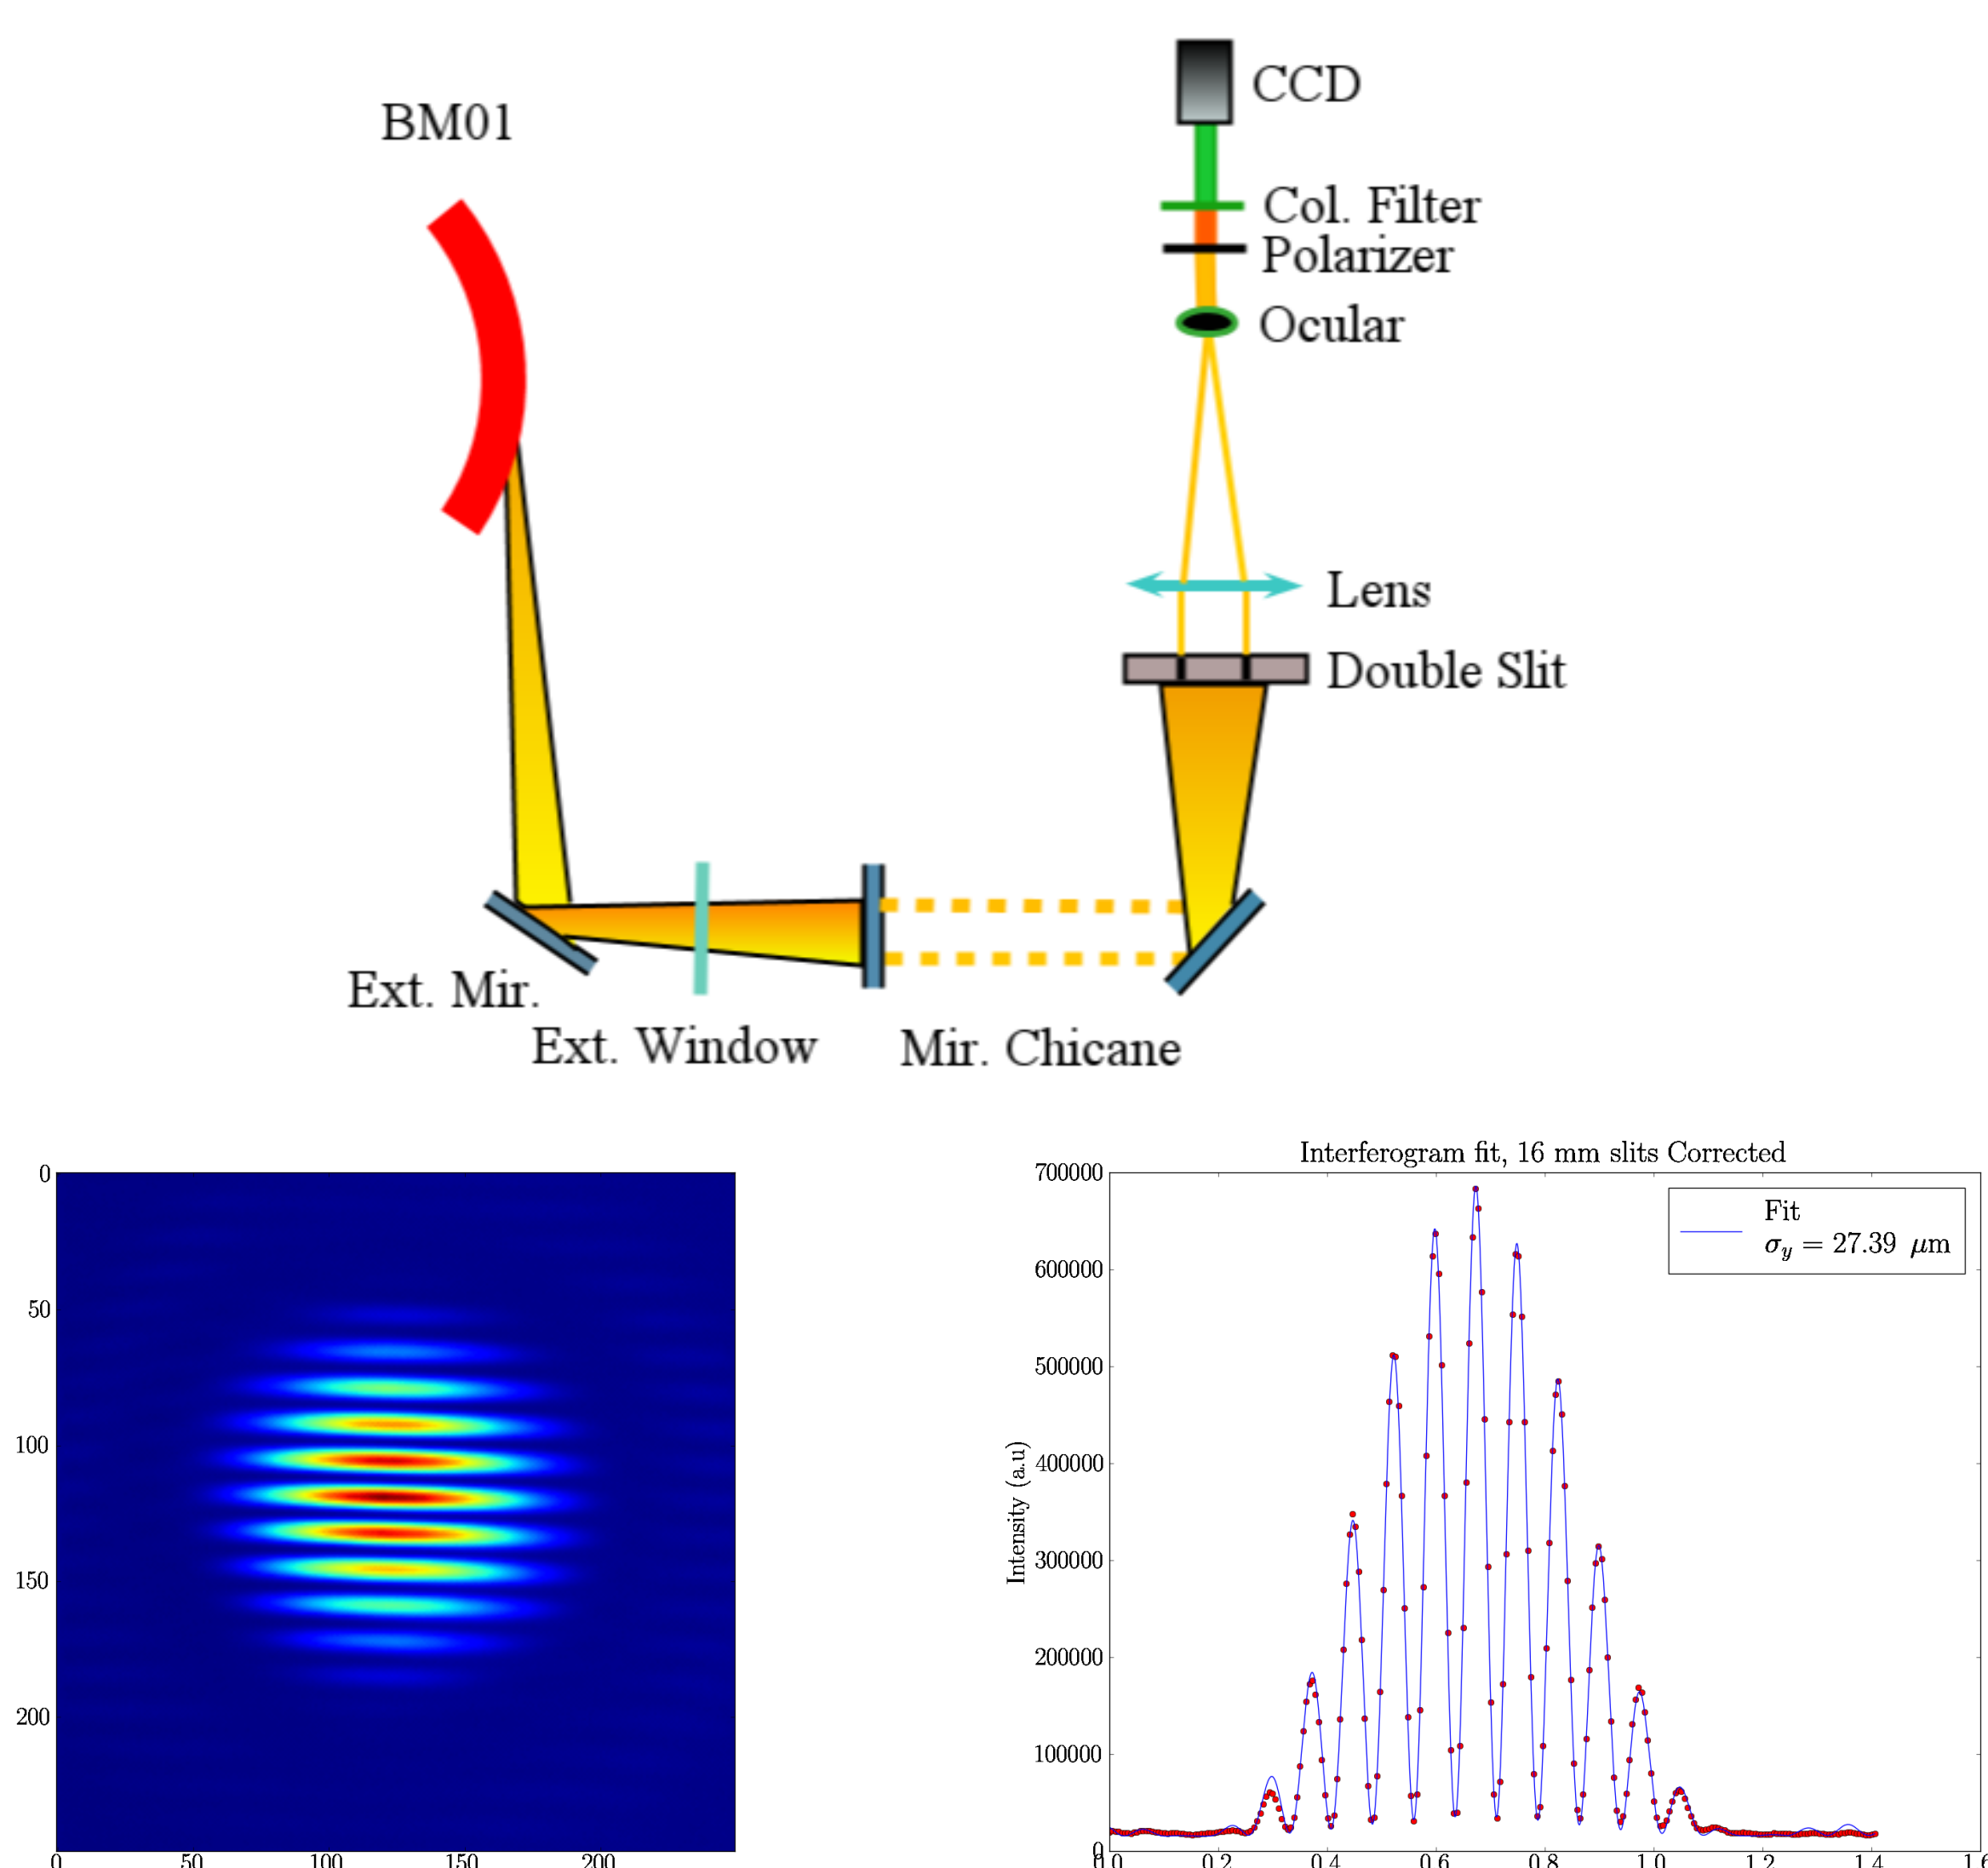 BM01
CCD
Col. Filter
Polarizer
Ocular
Lens
Double Slit
Ext. Mir.
Ext. Window
Mir. Chicane
0
50
100
150
200
0
50
100
150
200
Interferogram fit, 16 mm slits Corrected
700000
600000
500000
400000
300000
200000
100000
0
Intensity (a.u)
Fit
σy = 27.39 μm
0.0
0.2
0.4
0.6
0.8
1.0
1.2
1.4
1.6